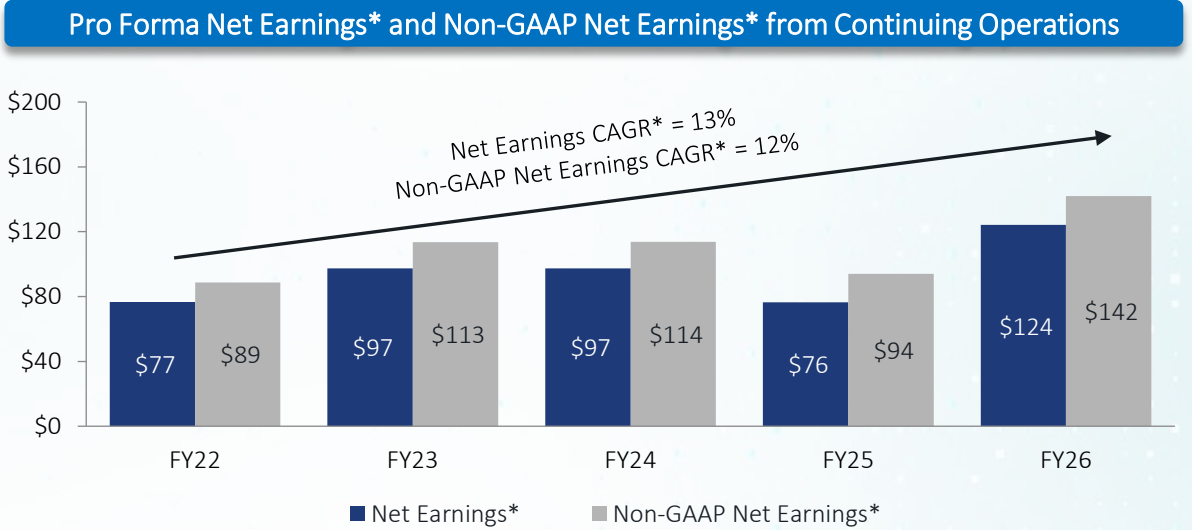 Pro Forma Net Earnings* and Non-GAAP Net Earnings* from Continuing Operations
$200
$160
$120
$80
$40
$0
Net Earnings CAGR* = 13%
Non-GAAP Net Earnings CAGR* = 12%
$77
$89
$97
$113
$97
$114
$76
$94
$124
$142
FY22
FY23
FY24
FY25
FY26
Net Earnings*
Non-GAAP Net Earnings*